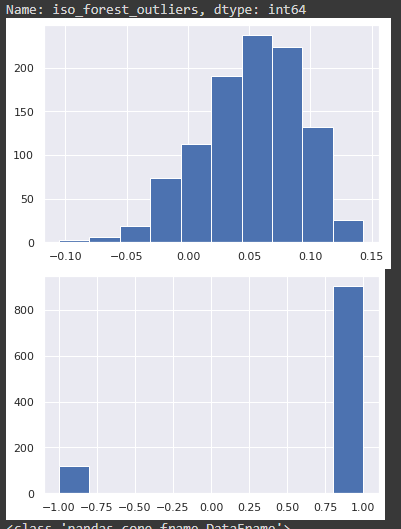 Name: iso_forest_outliers, dtype: int64
200
150
100
50
0
−0.10 −0.05 0.00 0.05 0.10 0.15
800
600
400
200
0
−1.00 −0.75 −0.50 −0.25 0.00 0.25 0.50 0.75 1.00
<class 'pandas.core.frame.DataFrame'>